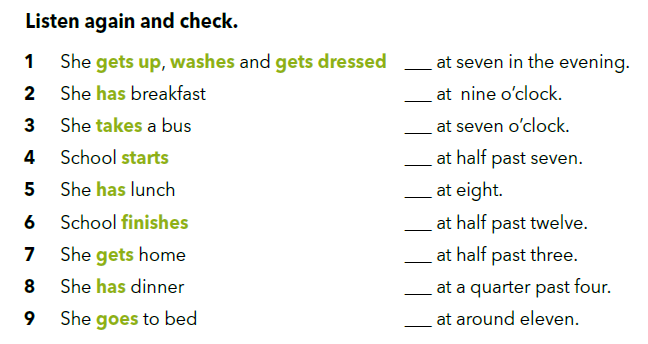 Listen again and check.
1 She gets up, washes and gets dressed ___ at seven in the evening.
2 She has breakfast ___ at nine o’clock.
3 She takes a bus ___ at seven o’clock.
4 School starts ___ at half past seven.
5 She has lunch ___ at eight.
6 School finishes ___ at half past twelve.
7 She gets home ___ at half past three.
8 She has dinner ___ at a quarter past four.
9 She goes to bed ___ at around eleven.